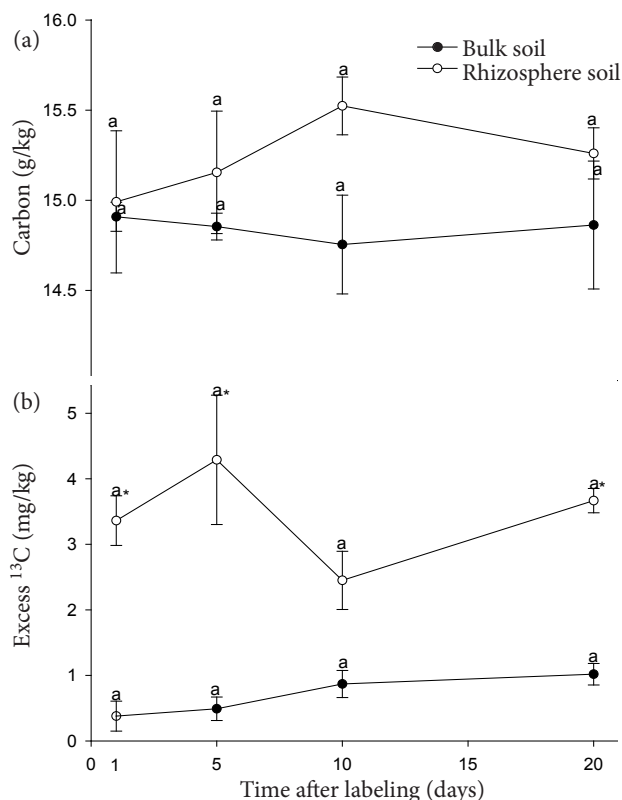 (a)
16.0
15.5
15.0
14.5
Carbon (g/kg)
Bulk soil
Rhizosphere soil
a
a
a
a
a
a
a
a
(b)
5
4
3
2
1
0
Excess ¹³C (mg/kg)
a*
a*
a
a*
a
a
a
a
0 1 5 10 15 20
Time after labeling (days)